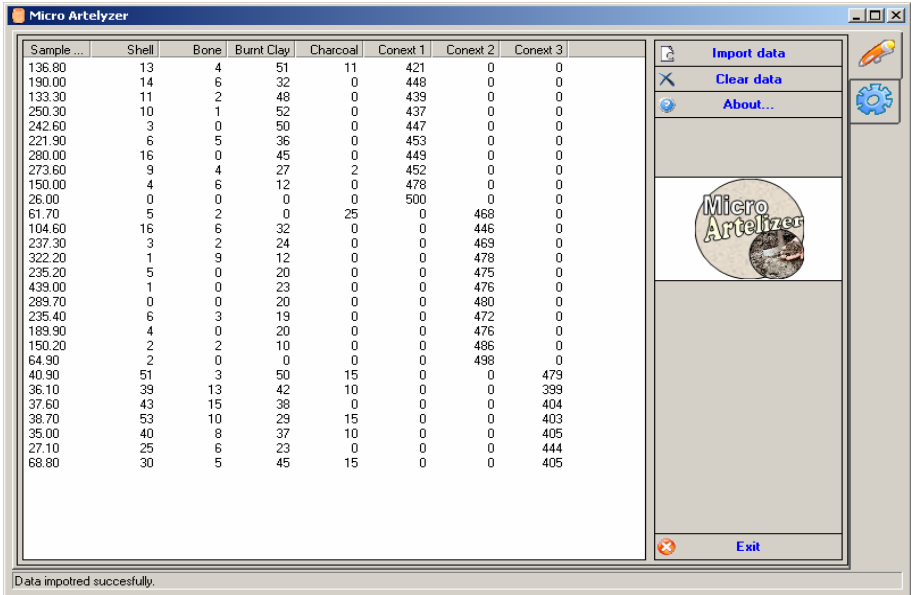 Micro Artelyzer
Sample ... Shell Bone Burnt Clay Charcoal Conext 1 Conext 2 Conext 3
136.80 13 4 51 11 421 0 0
190.00 14 6 32 0 448 0 0
133.30 11 2 48 0 439 0 0
250.30 10 1 52 0 437 0 0
242.60 3 0 50 0 447 0 0
221.90 6 5 36 0 453 0 0
280.00 16 0 45 0 449 0 0
273.60 9 4 27 2 452 0 0
150.00 4 6 12 0 478 0 0
26.00 0 0 0 0 500 0 0
61.70 5 2 0 25 0 468 0
104.60 16 6 32 0 0 446 0
237.30 3 2 24 0 0 469 0
322.20 1 9 12 0 0 478 0
235.20 5 0 20 0 0 475 0
439.00 1 0 23 0 0 476 0
289.70 0 0 20 0 0 480 0
235.40 6 3 19 0 0 472 0
189.90 4 0 20 0 0 476 0
150.20 2 2 10 0 0 486 0
64.90 2 0 0 0 0 498 0
40.90 51 3 50 15 0 0 479
36.10 39 13 42 10 0 0 399
37.60 43 15 38 0 0 0 404
38.70 53 10 29 15 0 0 403
35.00 40 8 37 10 0 0 405
27.10 25 6 23 0 0 0 444
68.80 30 5 45 15 0 0 405
Import data
Clear data
About...
Micro
Artelizer
Exit
Data impotred succesfully.